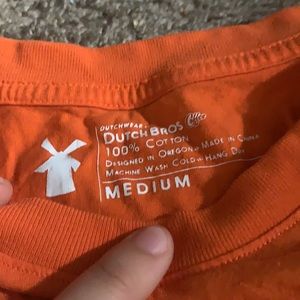 DUTCHWEAR
DUTCH BROS
100% COTTON
DESIGNED IN OREGON MADE IN CHINA
MACHINE WASH COLD HANG DRY
MEDIUM